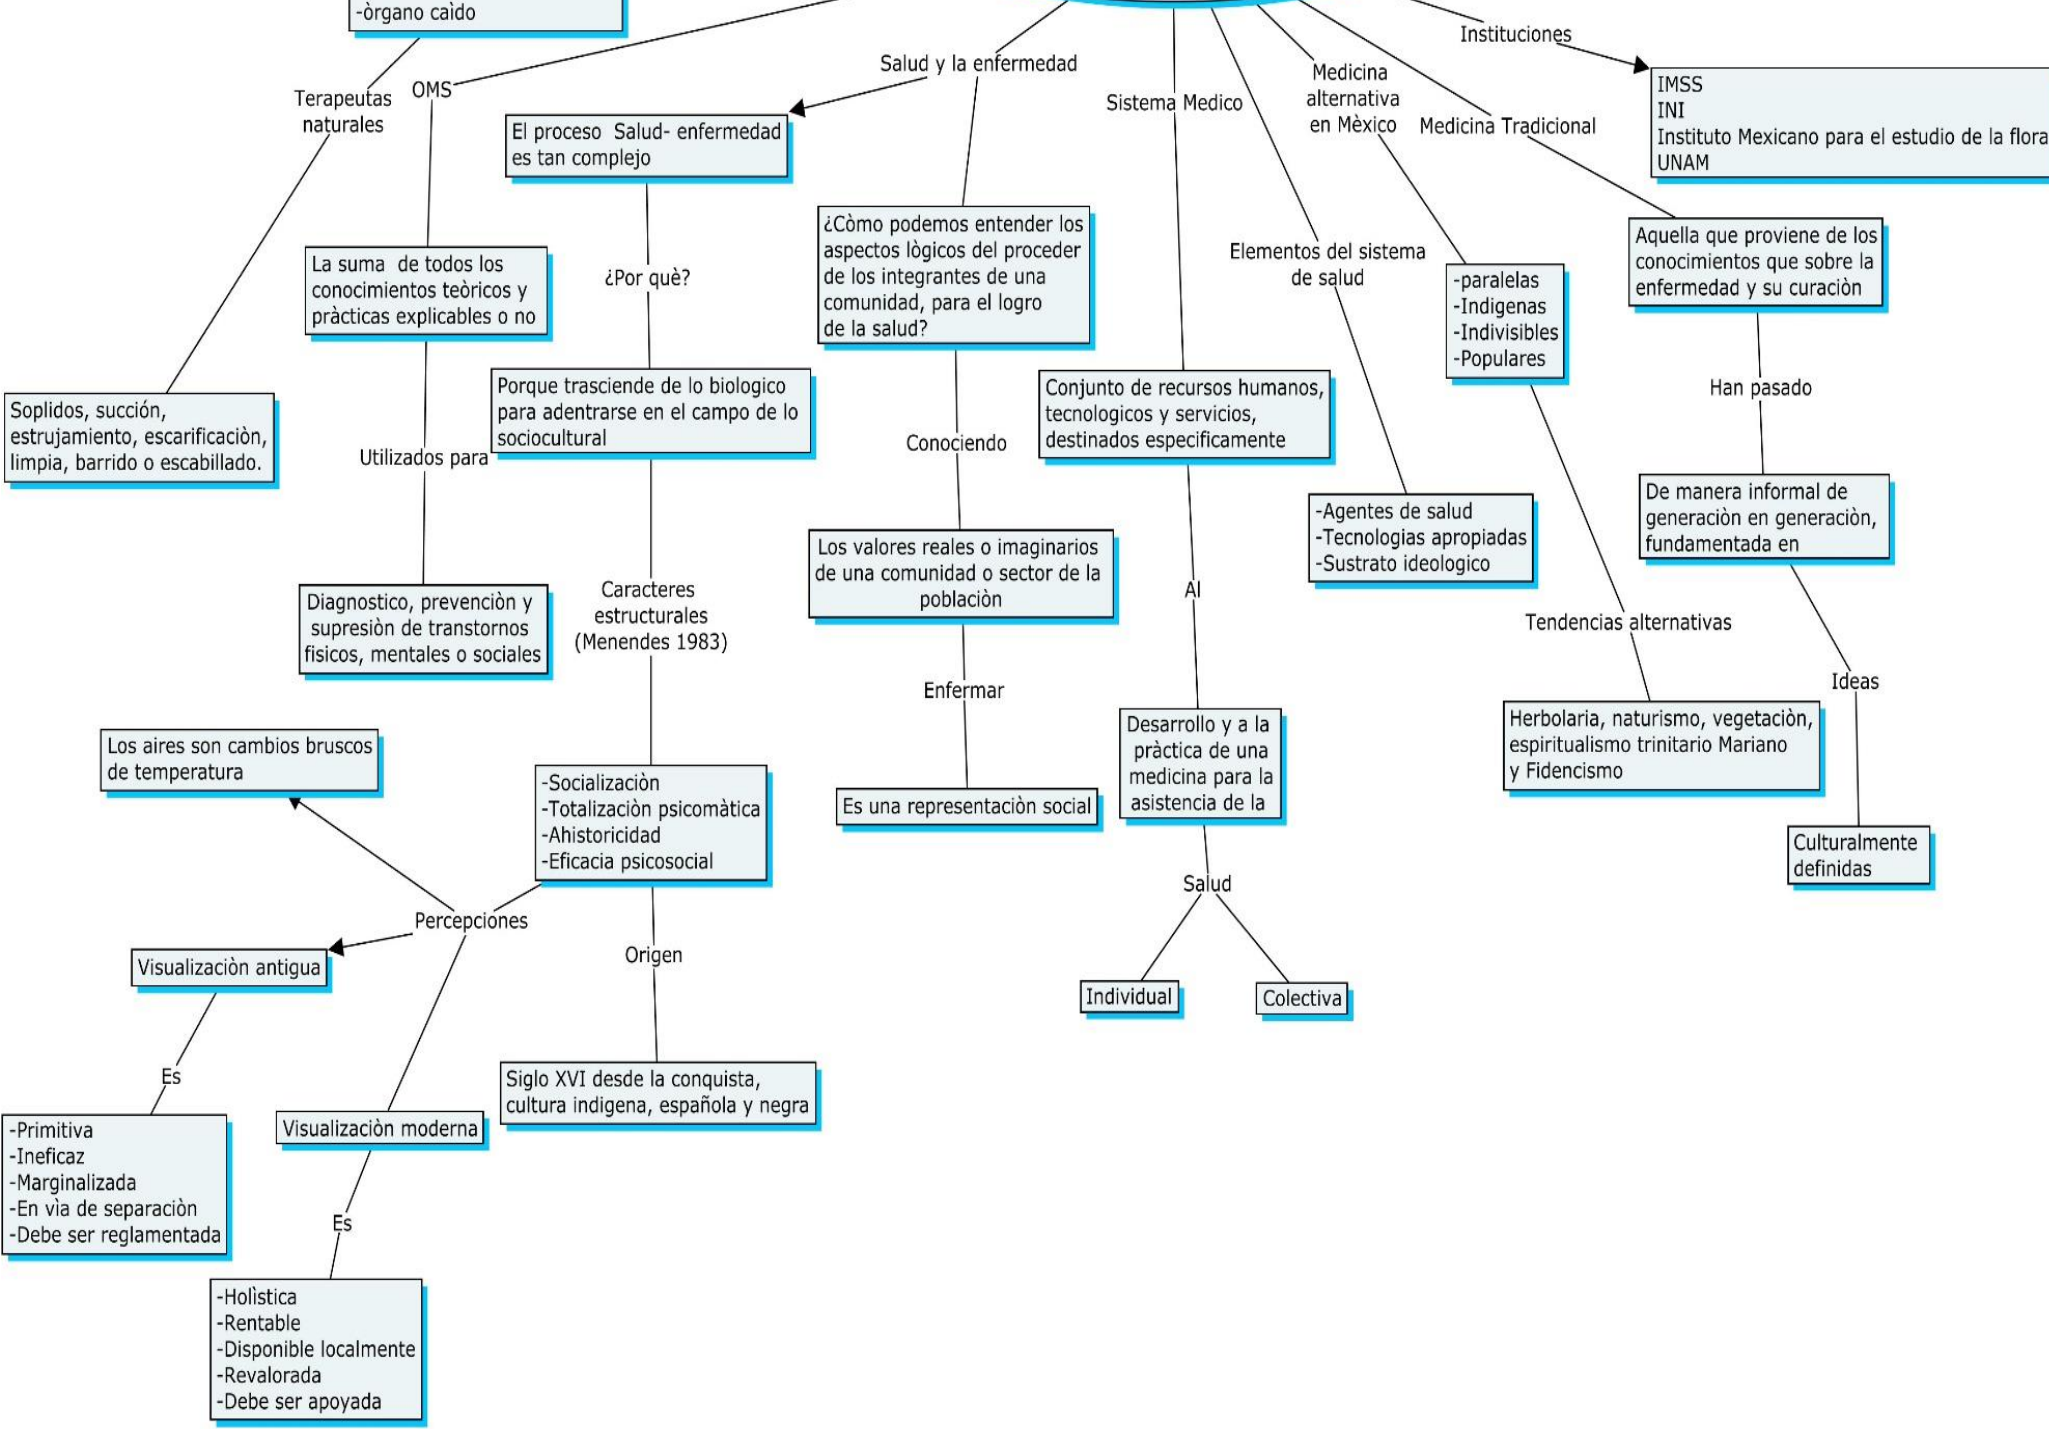 -òrgano caìdo
Instituciones
IMSS
INI
Instituto Mexicano para el estudio de la flora
UNAM
Salud y la enfermedad
OMS
Terapeutas
naturales
Sistema Medico
Medicina
alternativa
en Mèxico
Medicina Tradicional
El proceso  Salud- enfermedad
es tan complejo
¿Còmo podemos entender los
aspectos lògicos del proceder
de los integrantes de una
comunidad, para el logro
de la salud?
Aquella que proviene de los
conocimientos que sobre la
enfermedad y su curaciòn
La suma  de todos los
conocimientos teòricos y
pràcticas explicables o no
¿Por què?
Elementos del sistema
de salud
-paralelas
-Indigenas
-Indivisibles
-Populares
Soplidos, succión,
estrujamiento, escarificaciòn,
limpia, barrido o escabillado.
Utilizados para
Porque trasciende de lo biologico
para adentrarse en el campo de lo
sociocultural
Conociendo
Conjunto de recursos humanos,
tecnologicos y servicios,
destinados especificamente
Han pasado
-Agentes de salud
-Tecnologias apropiadas
-Sustrato ideologico
De manera informal de
generaciòn en generaciòn,
fundamentada en
Los valores reales o imaginarios
de una comunidad o sector de la
poblaciòn
Diagnostico, prevenciòn y
supresiòn de transtornos
fisicos, mentales o sociales
Caracteres
estructurales
(Menendes 1983)
Al
Tendencias alternativas
Enfermar
Ideas
Desarrollo y a la
pràctica de una
medicina para la
asistencia de la
Herbolaria, naturismo, vegetaciòn,
espiritualismo trinitario Mariano
y Fidencismo
Los aires son cambios bruscos
de temperatura
-Socializaciòn
-Totalizaciòn psicomàtica
-Ahistoricidad
-Eficacia psicosocial
Es una representaciòn social
Culturalmente
definidas
Salud
Percepciones
Origen
Visualizaciòn antigua
Individual
Colectiva
Es
Siglo XVI desde la conquista,
cultura indigena, española y negra
-Primitiva
-Ineficaz
-Marginalizada
-En vìa de separaciòn
-Debe ser reglamentada
Visualizaciòn moderna
Es
-Holìstica
-Rentable
-Disponible localmente
-Revalorada
-Debe ser apoyada